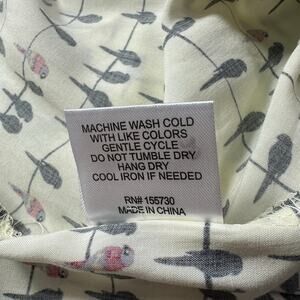 MACHINE WASH COLD
WITH LIKE COLORS
GENTLE CYCLE
DO NOT TUMBLE DRY
HANG DRY
COOL IRON IF NEEDED
RN# 155730
MADE IN CHINA